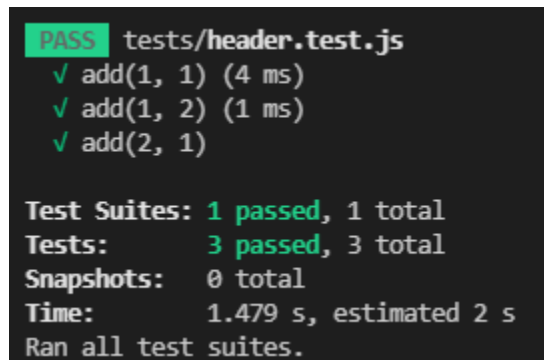 PASS tests/header.test.js
√ add(1, 1) (4 ms)
√ add(1, 2) (1 ms)
√ add(2, 1)
Test Suites: 1 passed, 1 total
Tests: 3 passed, 3 total
Snapshots: 0 total
Time: 1.479 s, estimated 2 s
Ran all test suites.